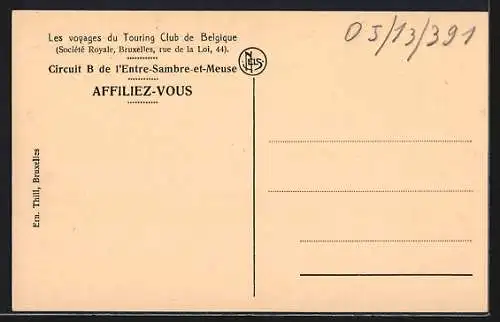 Les voyages du Touring Club de Belgique
(Société Royale, Bruxelles, rue de la Loi, 44).
Circuit B de l'Entre-Sambre-et-Meuse
AFFILIEZ-VOUS
NELS
05/13/391
Ern. Thill, Bruxelles